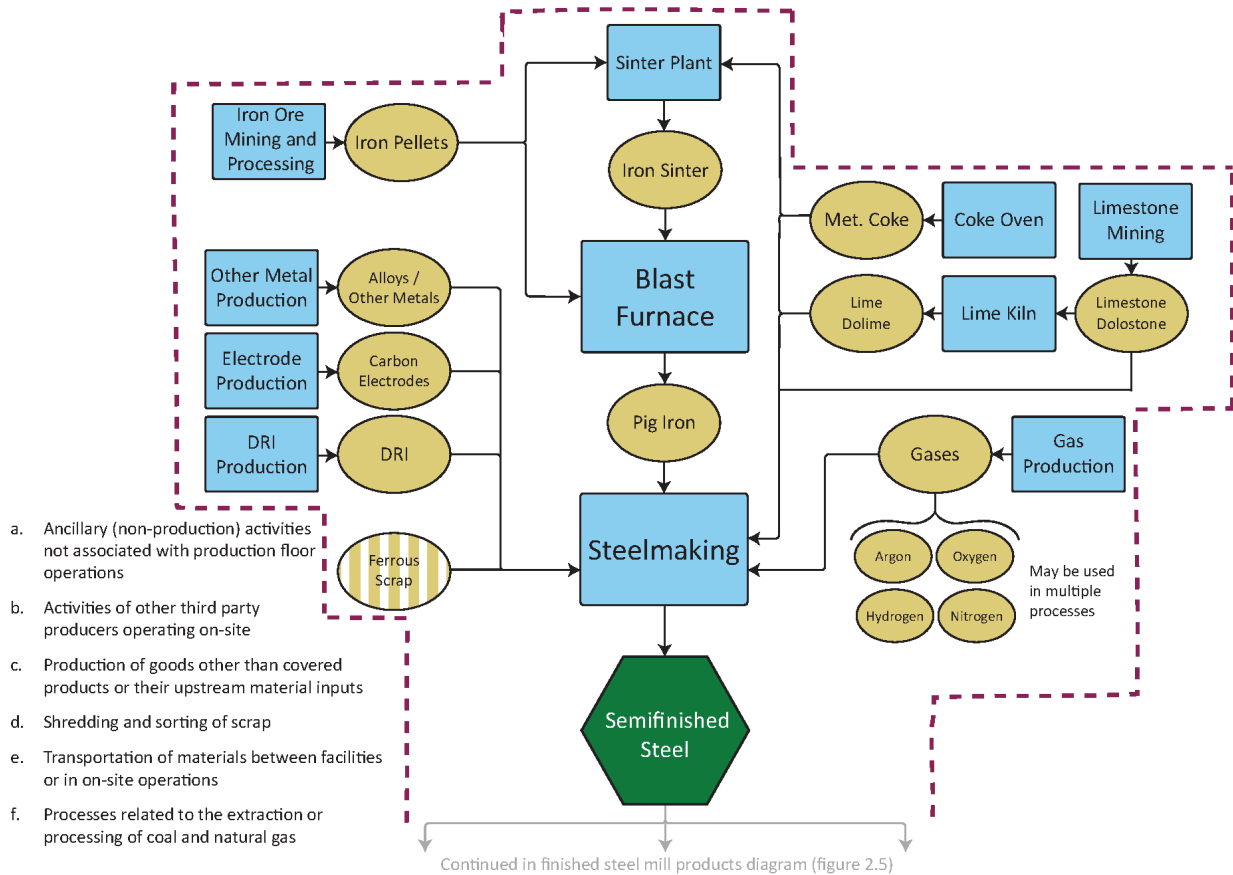 Sinter Plant
Iron Ore
Mining and
Processing
Iron Pellets
Iron Sinter
Met. Coke
Coke Oven
Limestone
Mining
Other Metal
Production
Alloys /
Other Metals
Blast
Furnace
Lime
Dolime
Lime Kiln
Limestone
Dolostone
Electrode
Production
Carbon
Electrodes
Pig Iron
DRI
Production
DRI
Gases
Gas
Production
Ferrous
Scrap
Steelmaking
Argon
Oxygen
Hydrogen
Nitrogen
May be used
in multiple
processes
a. Ancillary (non-production) activities
not associated with production floor
operations
b. Activities of other third party
producers operating on-site
c. Production of goods other than covered
products or their upstream material inputs
d. Shredding and sorting of scrap
e. Transportation of materials between facilities
or in on-site operations
f. Processes related to the extraction or
processing of coal and natural gas
Semifinished
Steel
Continued in finished steel mill products diagram (figure 2.5)